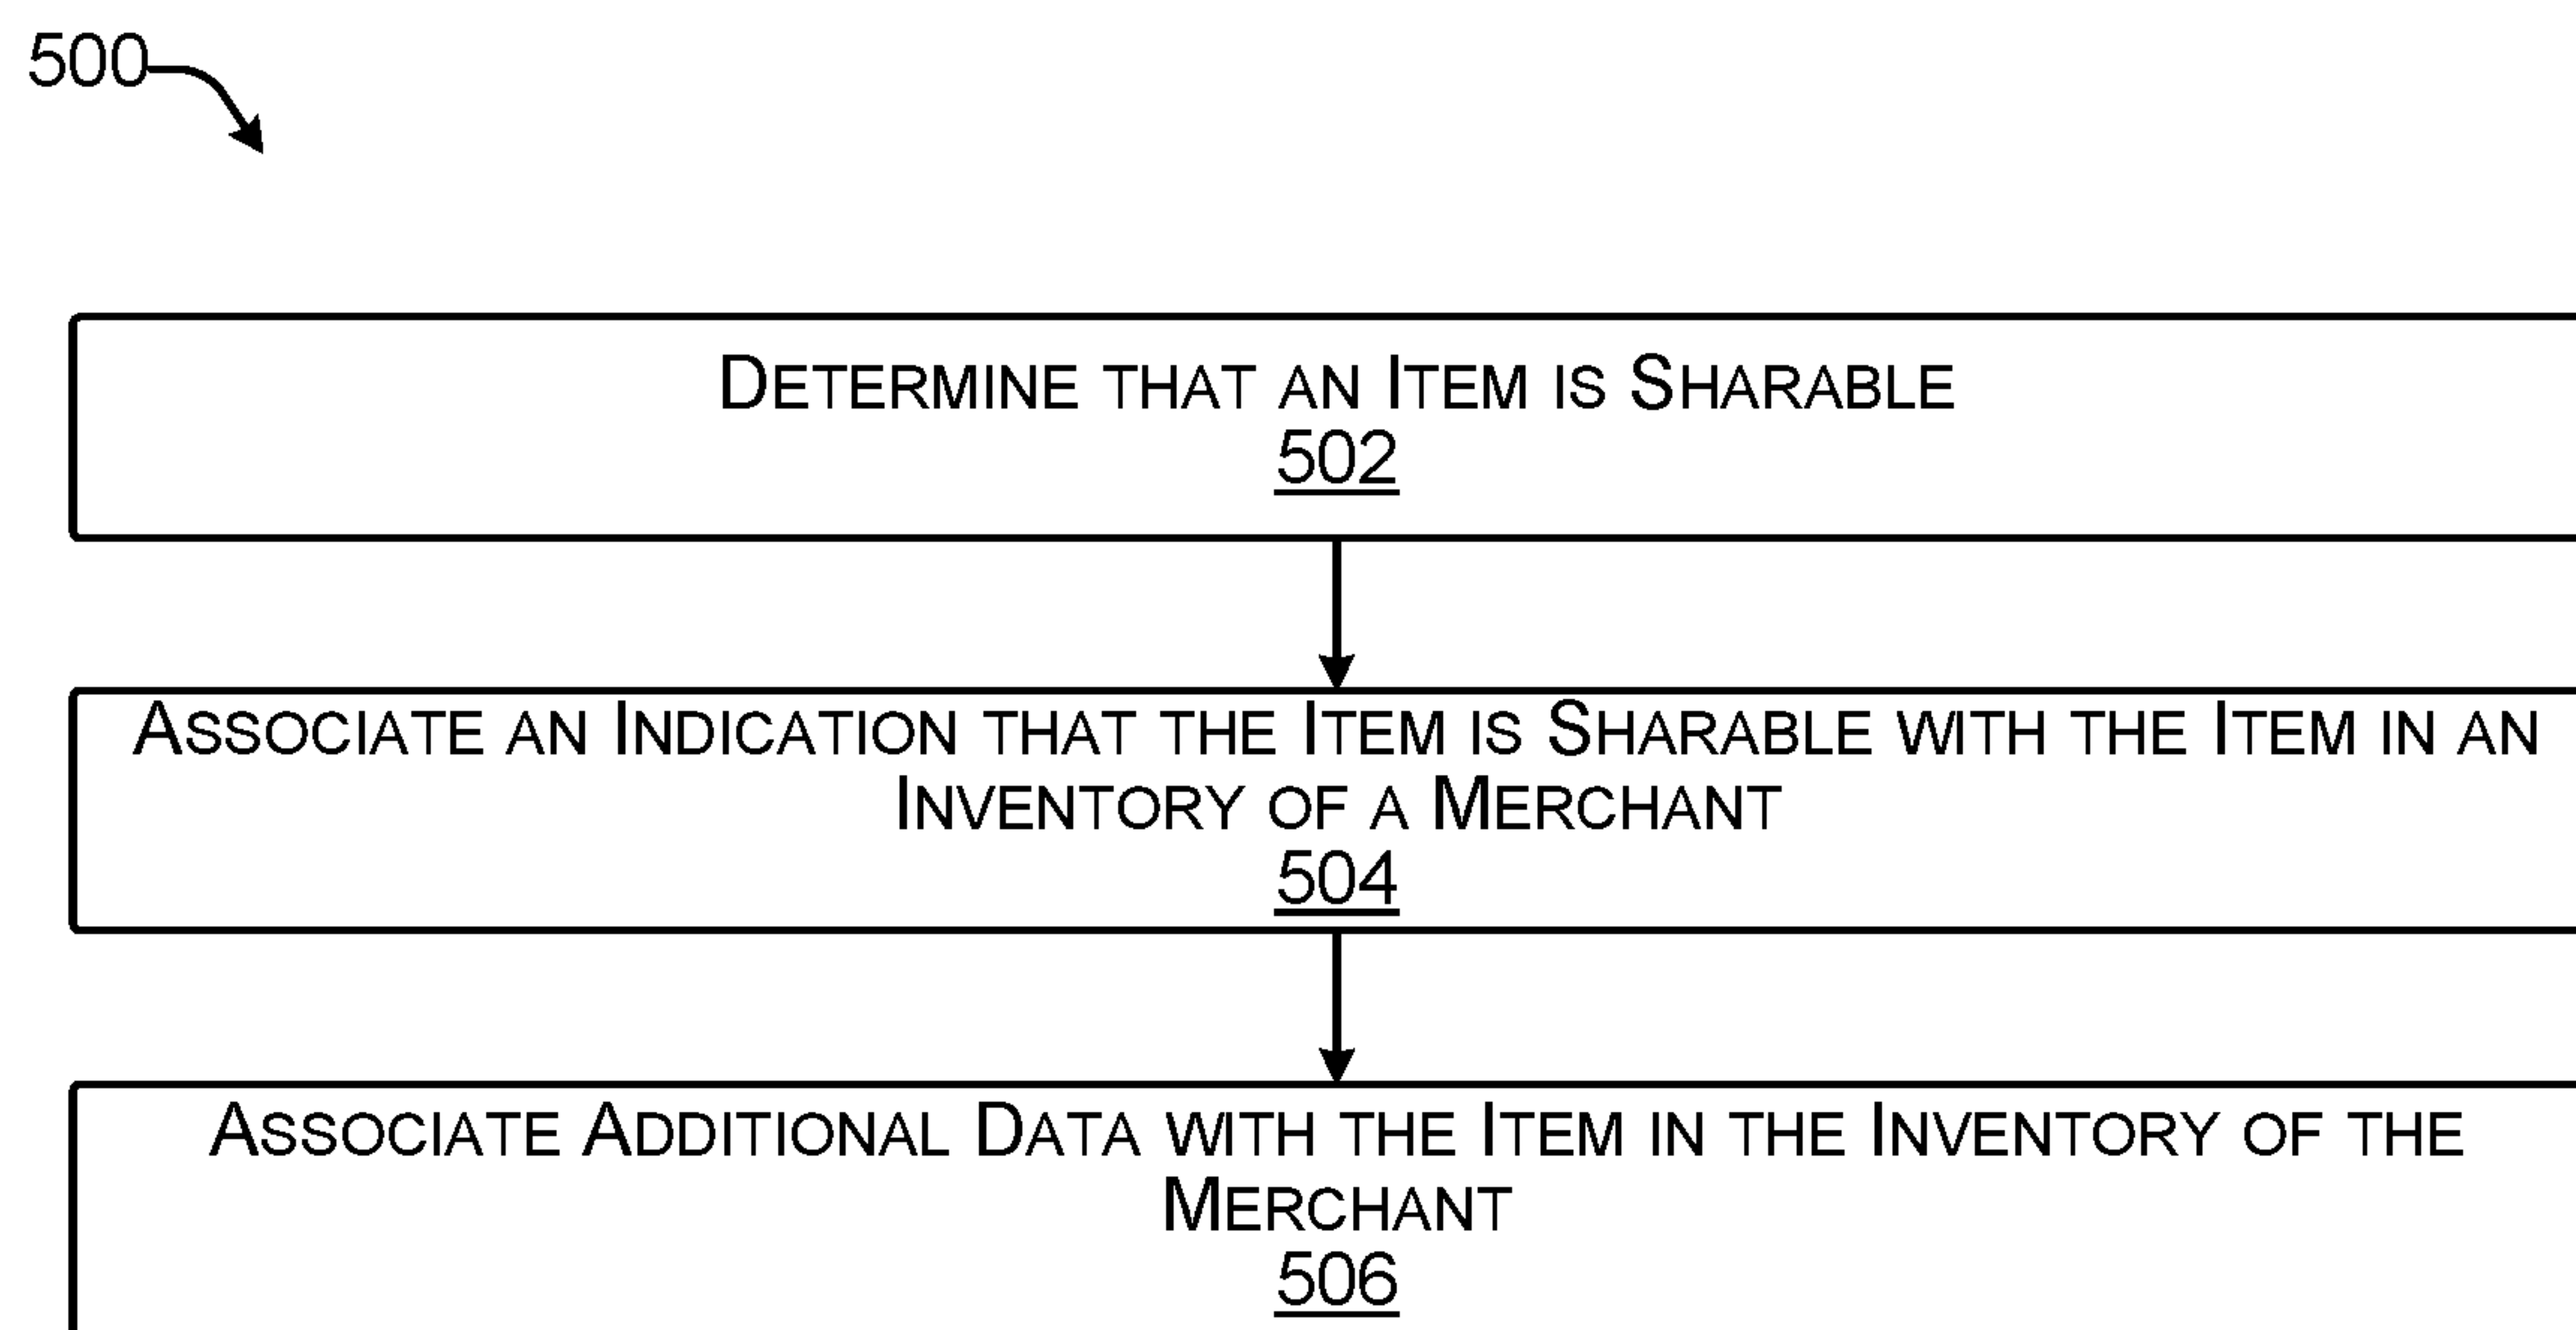 500
DETERMINE THAT AN ITEM IS SHARABLE
502
ASSOCIATE AN INDICATION THAT THE ITEM IS SHARABLE WITH THE ITEM IN AN
INVENTORY OF A MERCHANT
504
ASSOCIATE ADDITIONAL DATA WITH THE ITEM IN THE INVENTORY OF THE
MERCHANT
506